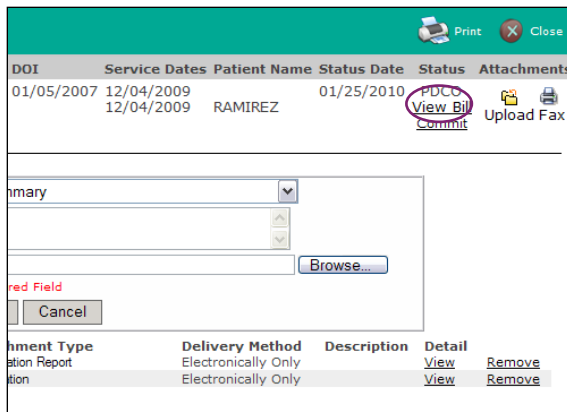 Print Close
DOI Service Dates Patient Name Status Date Status Attachments
01/05/2007 12/04/2009 01/25/2010 PDCO
12/04/2009 RAMIREZ View Bill
Commit Upload Fax
mmary
Browse...
red Field
Cancel
hment Type Delivery Method Description Detail
ation Report Electronically Only View Remove
tion Electronically Only View Remove